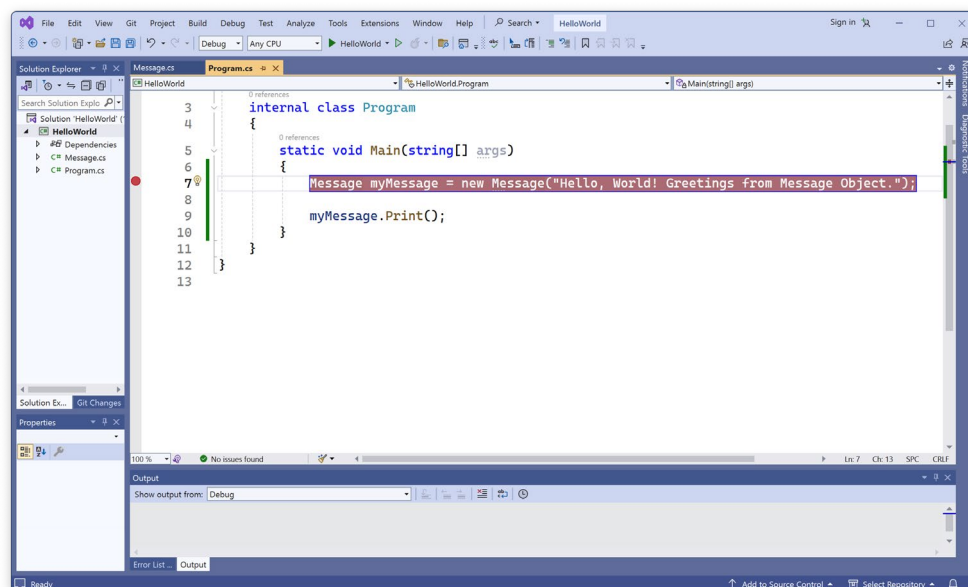 File Edit View Git Project Build Debug Test Analyze Tools Extensions Window Help Search HelloWorld Sign in
Debug Any CPU HelloWorld
Solution Explorer
Search Solution Explo
Solution 'HelloWorld' (
HelloWorld
Dependencies
C# Message.cs
C# Program.cs
Solution Ex... Git Changes
Properties
Message.cs Program.cs
C# HelloWorld HelloWorld.Program Main(string[] args)
0 references
3 internal class Program
4 {
0 references
5 static void Main(string[] args)
6 {
7 Message myMessage = new Message("Hello, World! Greetings from Message Object.");
8
9 myMessage.Print();
10 }
11 }
12 }
13
100 % No issues found Ln: 7 Ch: 13 SPC CRLF
Output
Show output from: Debug
Error List ... Output
Notifications
Diagnostic Tools
Ready Add to Source Control Select Repository